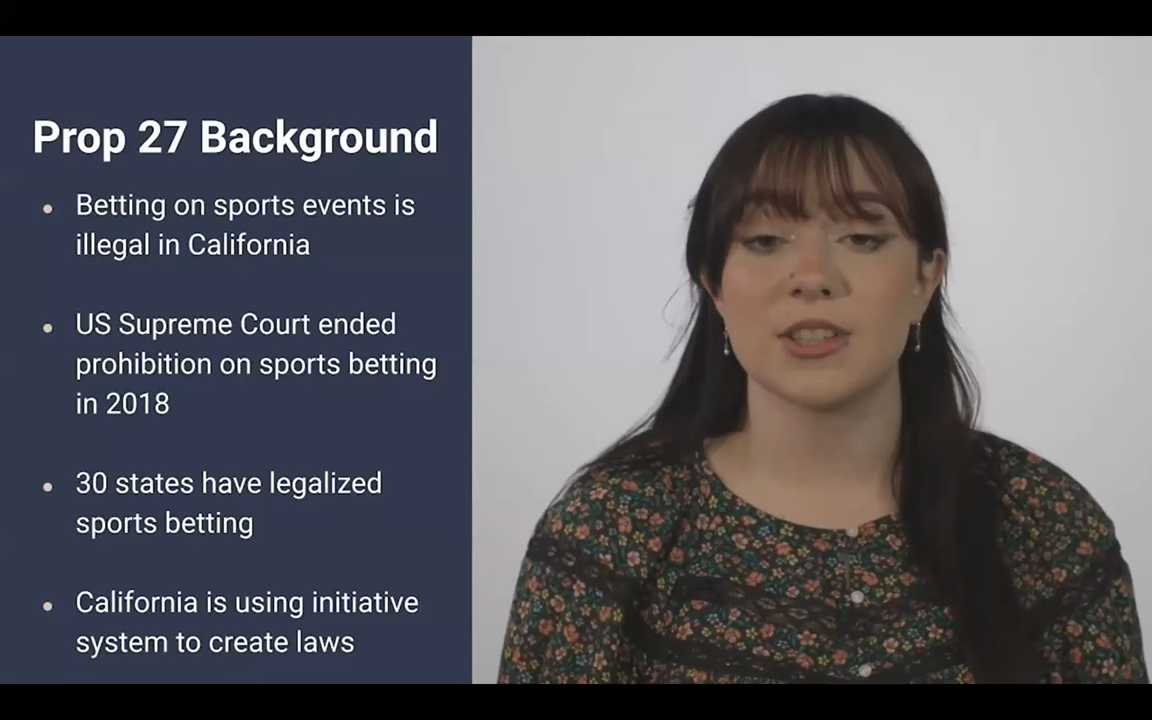 Prop 27 Background
• Betting on sports events is
illegal in California
• US Supreme Court ended
prohibition on sports betting
in 2018
• 30 states have legalized
sports betting
• California is using initiative
system to create laws